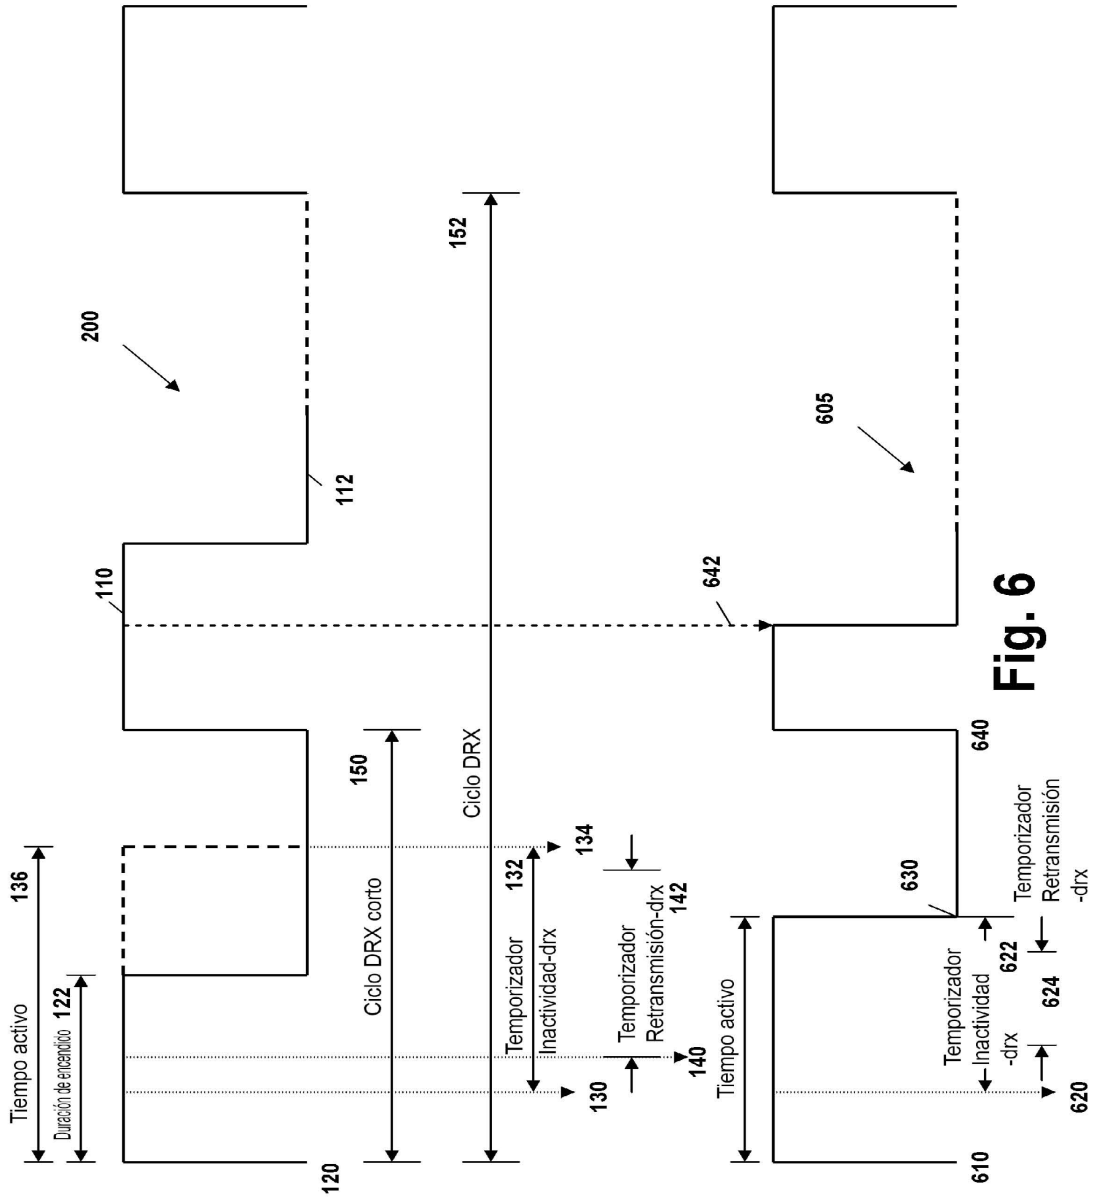 Tiempo activo
136
Duración de encendido
122
120
110
200
112
Ciclo DRX corto
150
Ciclo DRX
152
130
Temporizador
Inactividad-drx
132
134
140
Temporizador
Retransmisión-drx
142
Tiempo activo
610
620
Temporizador
Inactividad
-drx
622
624
Temporizador
Retransmisión
-drx
630
640
642
605
Fig. 6